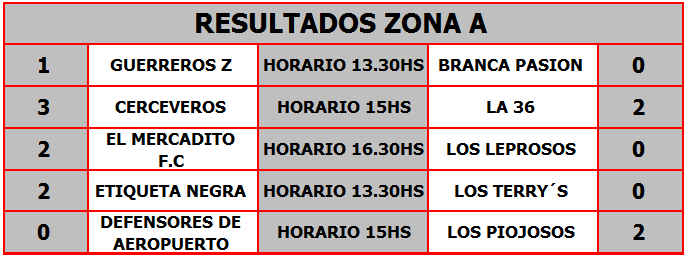 RESULTADOS ZONA A
1 GUERREROS Z HORARIO 13.30HS BRANCA PASION 0
3 CERCEVEROS HORARIO 15HS LA 36 2
2 EL MERCADITO F.C HORARIO 16.30HS LOS LEPROSOS 0
2 ETIQUETA NEGRA HORARIO 13.30HS LOS TERRY´S 0
0 DEFENSORES DE AEROPUERTO HORARIO 15HS LOS PIOJOSOS 2